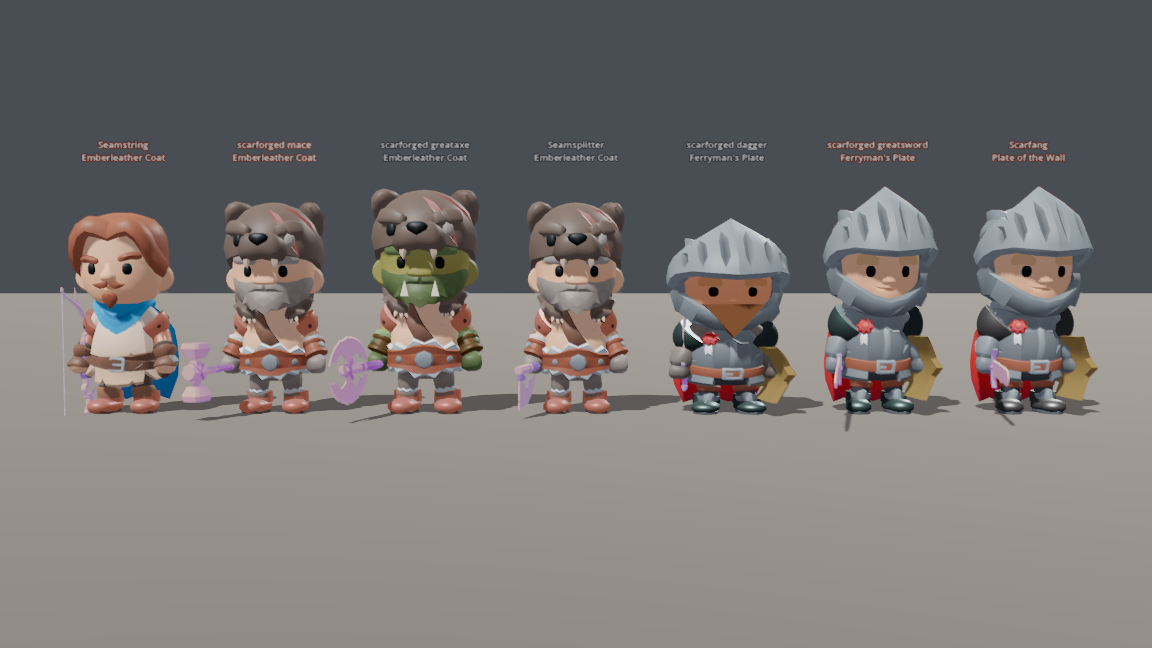 Seamstring
Emberleather Coat
scarforged mace
Emberleather Coat
scarforged greataxe
Emberleather Coat
Seamsplitter
Emberleather Coat
scarforged dagger
Ferryman's Plate
scarforged greatsword
Ferryman's Plate
Scarfang
Plate of the Wall